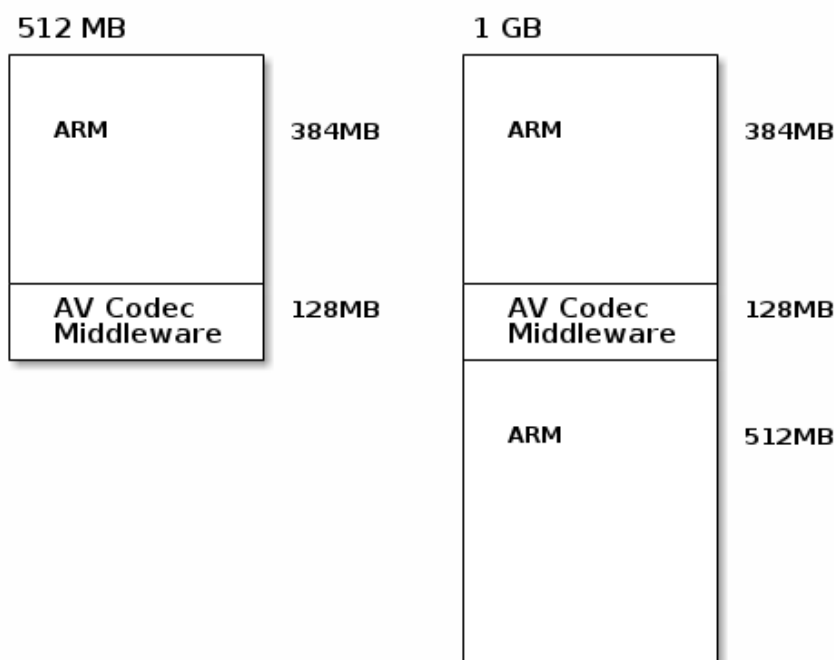 512 MB
ARM
384MB
AV Codec
Middleware
128MB
1 GB
ARM
384MB
AV Codec
Middleware
128MB
ARM
512MB